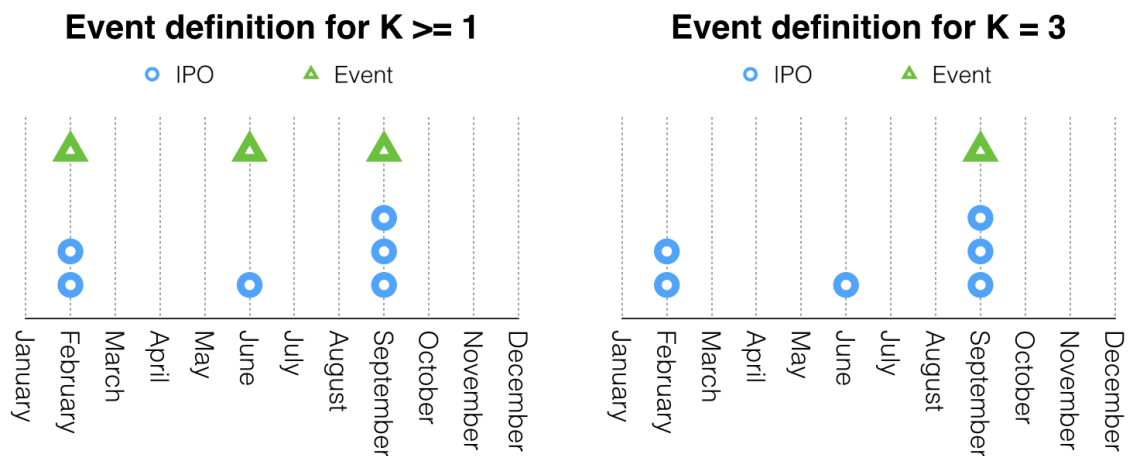 Event definition for K >= 1
IPO
Event
January
February
March
April
May
June
July
August
September
October
November
December
Event definition for K = 3
IPO
Event
January
February
March
April
May
June
July
August
September
October
November
December